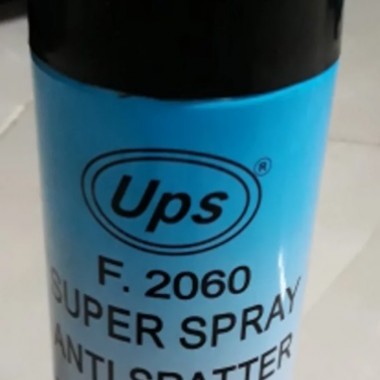 Ups ®
F. 2060
SUPER SPRAY
ANTI SPATTER